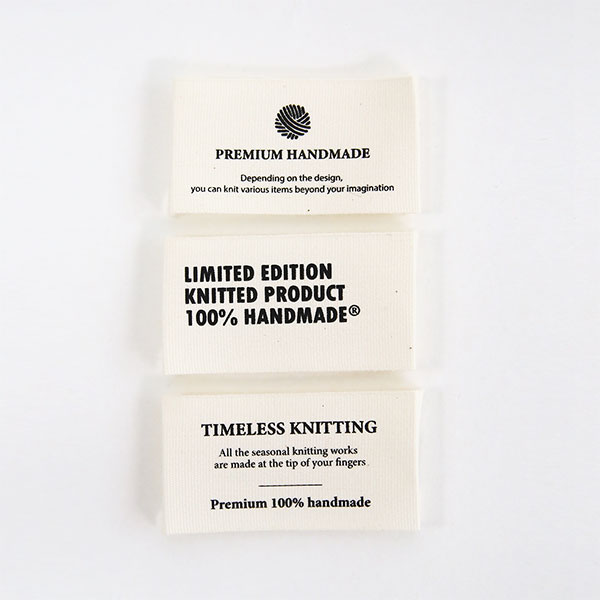 PREMIUM HANDMADE
Depending on the design,
you can knit various items beyond your imagination
LIMITED EDITION
KNITTED PRODUCT
100% HANDMADE®
TIMELESS KNITTING
All the seasonal knitting works
are made at the tip of your fingers
Premium 100% handmade